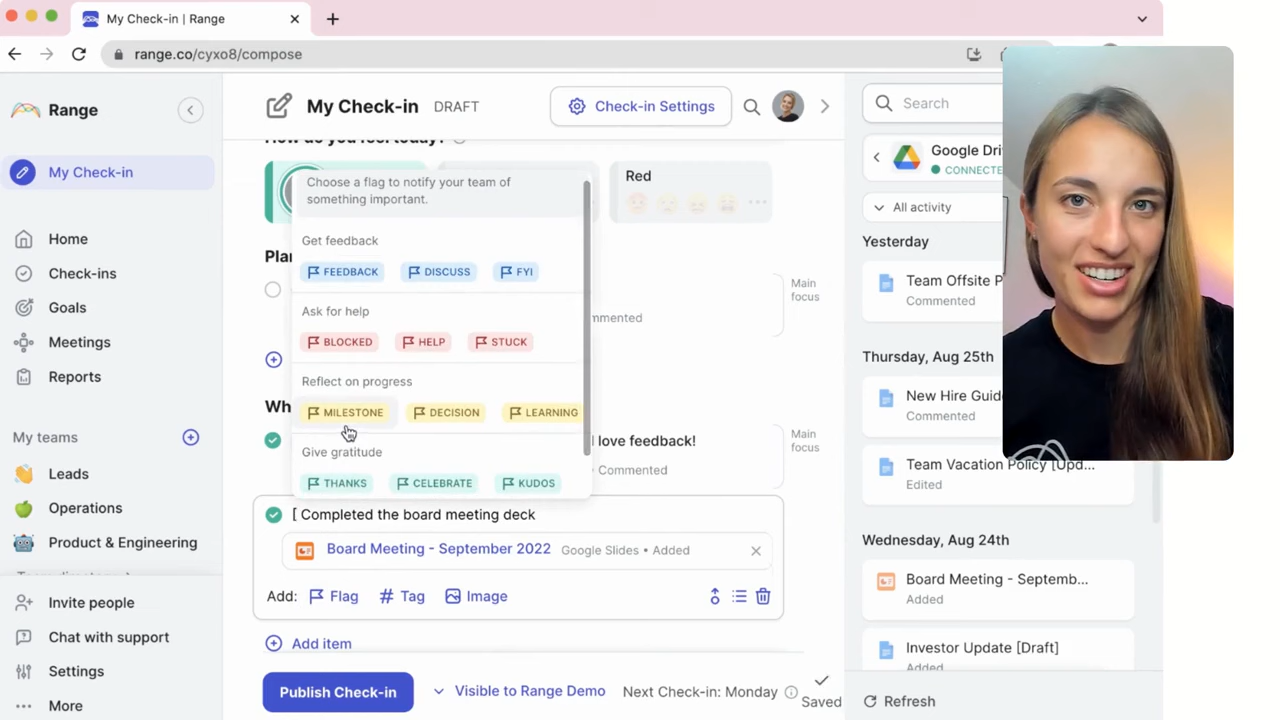 My Check-in | Range
range.co/cyxo8/compose
Range
My Check-in
Home
Check-ins
Goals
Meetings
Reports
My teams
Leads
Operations
Product & Engineering
Invite people
Chat with support
Settings
More
My Check-in DRAFT
Check-in Settings
How do you feel today?
Red
Choose a flag to notify your team of
something important.
Get feedback
FEEDBACK DISCUSS FYI
Ask for help
BLOCKED HELP STUCK
Reflect on progress
MILESTONE DECISION LEARNING
Give gratitude
THANKS CELEBRATE KUDOS
Main
focus
love feedback!
Commented
Main
focus
[ Completed the board meeting deck
Board Meeting - September 2022 Google Slides • Added
Add: Flag Tag Image
Add item
Publish Check-in Visible to Range Demo Next Check-in: Monday Saved
Search
Google Dri
CONNECTE
All activity
Yesterday
Team Offsite P
Commented
Thursday, Aug 25th
New Hire Guid
Commented
Team Vacation Policy [Upd...
Edited
Wednesday, Aug 24th
Board Meeting - Septemb...
Added
Investor Update [Draft]
Added
Refresh